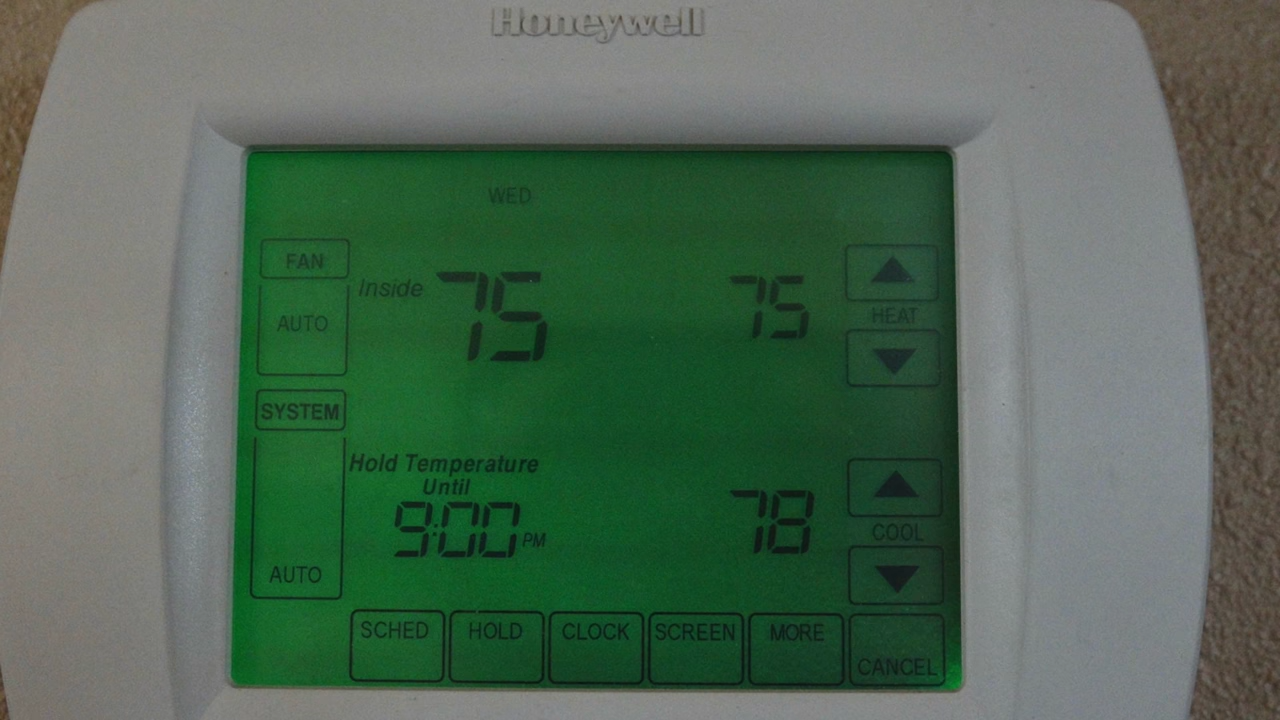 Honeywell
WED
FAN
AUTO
Inside 75
75
HEAT
SYSTEM
AUTO
Hold Temperature
Until
9:00 PM
78
COOL
SCHED HOLD CLOCK SCREEN MORE CANCEL